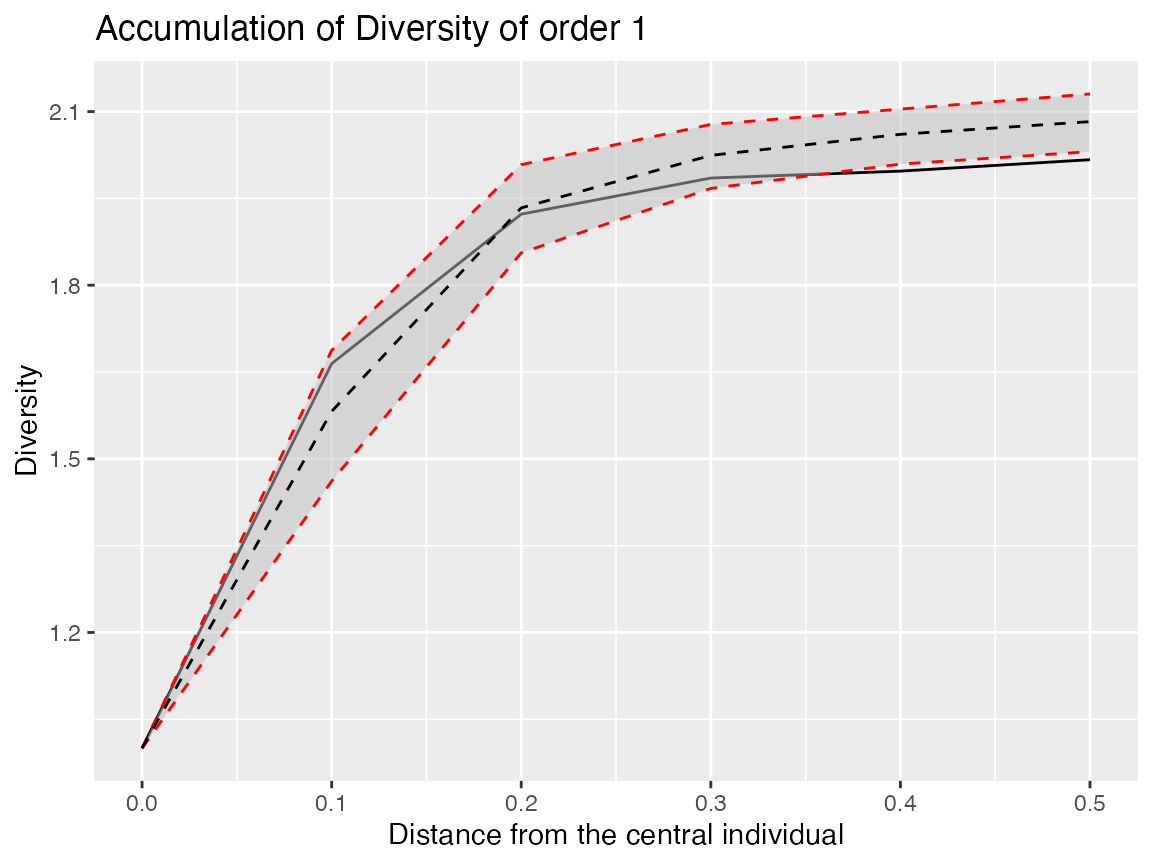 Accumulation of Diversity of order 1
Diversity
2.1
1.8
1.5
1.2
0.0 0.1 0.2 0.3 0.4 0.5
Distance from the central individual